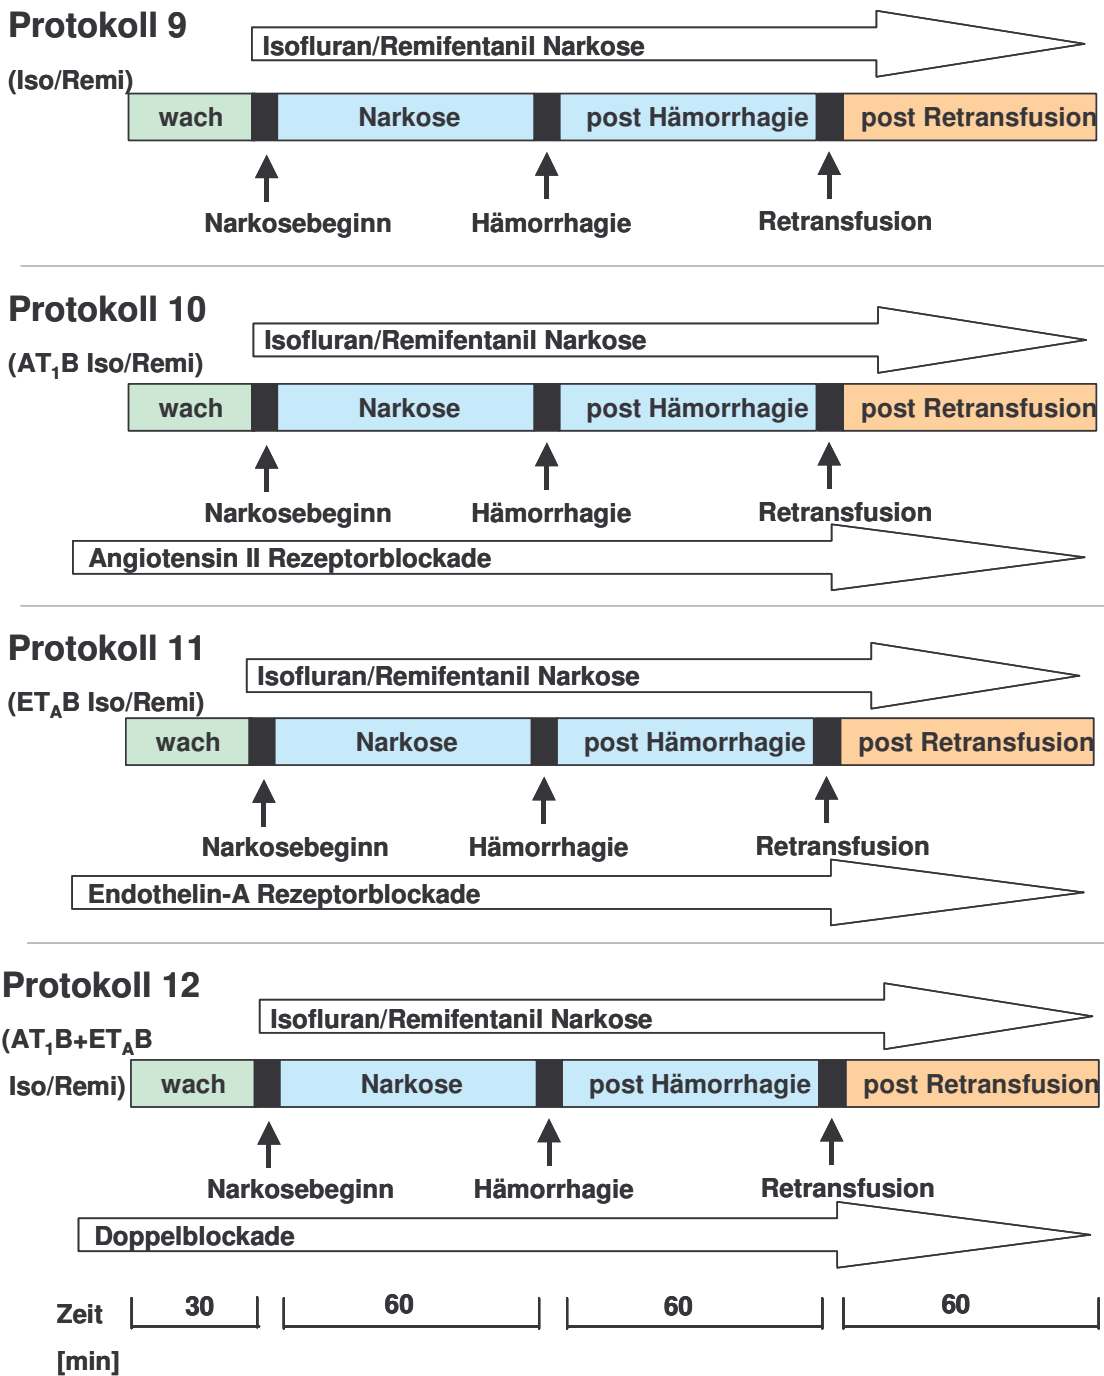 Protokoll 9
Isofluran/Remifentanil Narkose
(Iso/Remi)
wach Narkose post Hämorrhagie post Retransfusion
Narkosebeginn Hämorrhagie Retransfusion
Protokoll 10
Isofluran/Remifentanil Narkose
(AT₁B Iso/Remi)
wach Narkose post Hämorrhagie post Retransfusion
Narkosebeginn Hämorrhagie Retransfusion
Angiotensin II Rezeptorblockade
Protokoll 11
Isofluran/Remifentanil Narkose
(ET_AB Iso/Remi)
wach Narkose post Hämorrhagie post Retransfusion
Narkosebeginn Hämorrhagie Retransfusion
Endothelin-A Rezeptorblockade
Protokoll 12
Isofluran/Remifentanil Narkose
(AT₁B+ET_AB
Iso/Remi)
wach Narkose post Hämorrhagie post Retransfusion
Narkosebeginn Hämorrhagie Retransfusion
Doppelblockade
Zeit 30 60 60 60
[min]